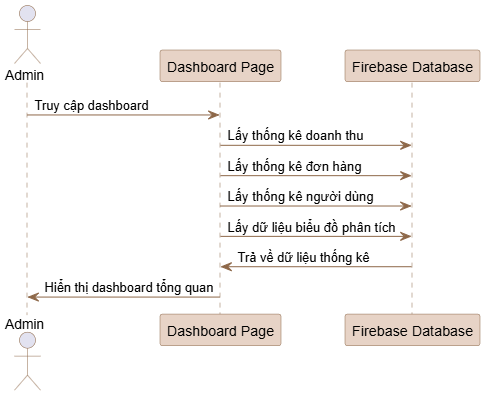 Admin
Dashboard Page
Firebase Database
Truy cập dashboard
Lấy thống kê doanh thu
Lấy thống kê đơn hàng
Lấy thống kê người dùng
Lấy dữ liệu biểu đồ phân tích
Trả về dữ liệu thống kê
Hiển thị dashboard tổng quan
Admin
Dashboard Page
Firebase Database